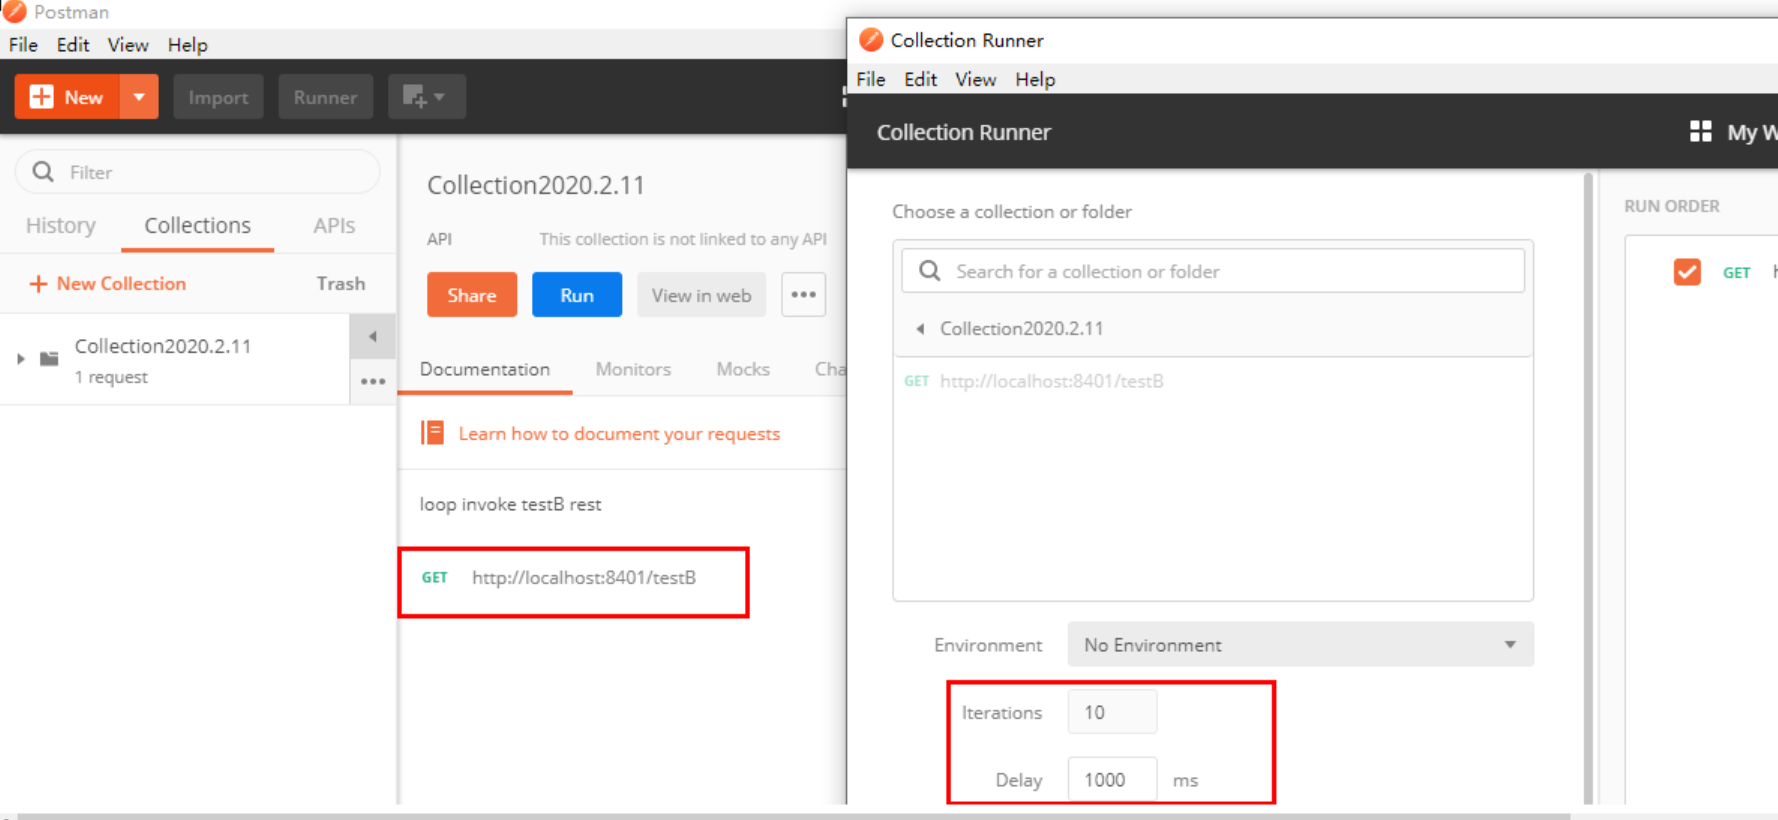 Postman
File Edit View Help
New Import Runner
Filter
History Collections APIs
New Collection Trash
Collection2020.2.11
1 request
Collection2020.2.11
API This collection is not linked to any API
Share Run View in web
Documentation Monitors Mocks Cha
Learn how to document your requests
loop invoke testB rest
GET http://localhost:8401/testB
Collection Runner
File Edit View Help
Collection Runner My W
Choose a collection or folder
Search for a collection or folder
Collection2020.2.11
GET http://localhost:8401/testB
Environment No Environment
Iterations 10
Delay 1000 ms
RUN ORDER
GET